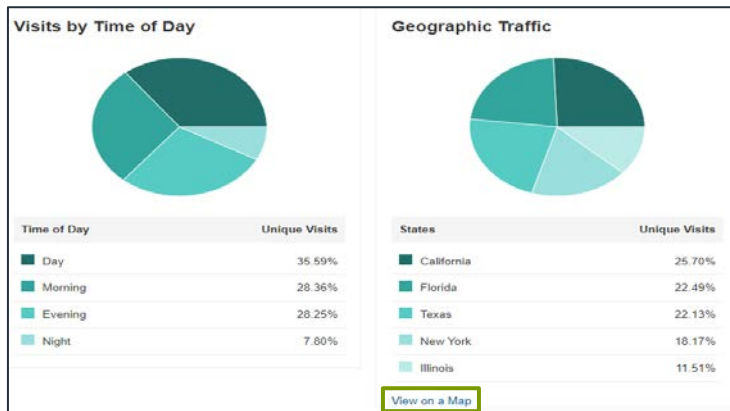 Visits by Time of Day
Time of Day Unique Visits
Day 35.59%
Morning 28.36%
Evening 28.25%
Night 7.80%
Geographic Traffic
States Unique Visits
California 25.70%
Florida 22.49%
Texas 22.13%
New York 18.17%
Illinois 11.51%
View on a Map